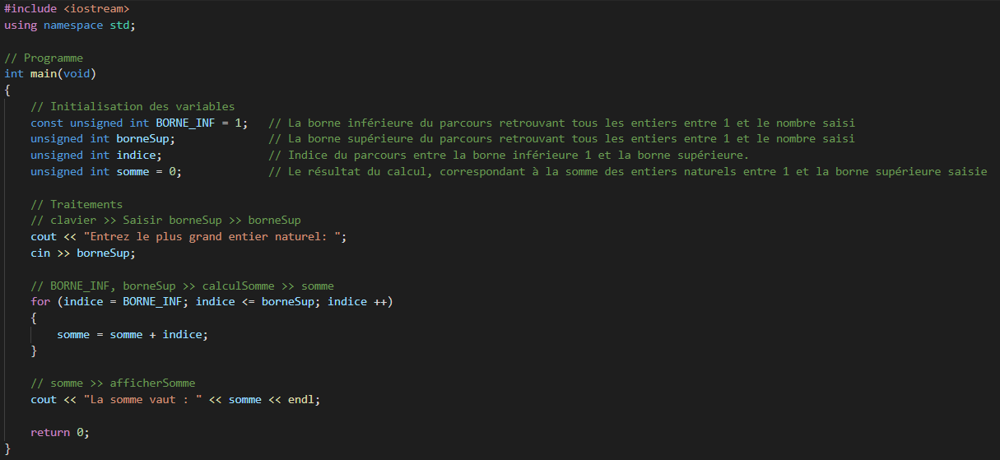 #include <iostream>
using namespace std;
// Programme
int main(void)
{
// Initialisation des variables
const unsigned int BORNE_INF = 1; // La borne inférieure du parcours retrouvant tous les entiers entre 1 et le nombre saisi
unsigned int borneSup; // La borne supérieure du parcours retrouvant tous les entiers entre 1 et le nombre saisi
unsigned int indice; // Indice du parcours entre la borne inférieure 1 et la borne supérieure.
unsigned int somme = 0; // Le résultat du calcul, correspondant à la somme des entiers naturels entre 1 et la borne supérieure saisie
// Traitements
// clavier >> Saisir borneSup >> borneSup
cout << "Entrez le plus grand entier naturel: ";
cin >> borneSup;
// BORNE_INF, borneSup >> calculSomme >> somme
for (indice = BORNE_INF; indice <= borneSup; indice ++)
{
somme = somme + indice;
}
// somme >> afficherSomme
cout << "La somme vaut : " << somme << endl;
return 0;
}